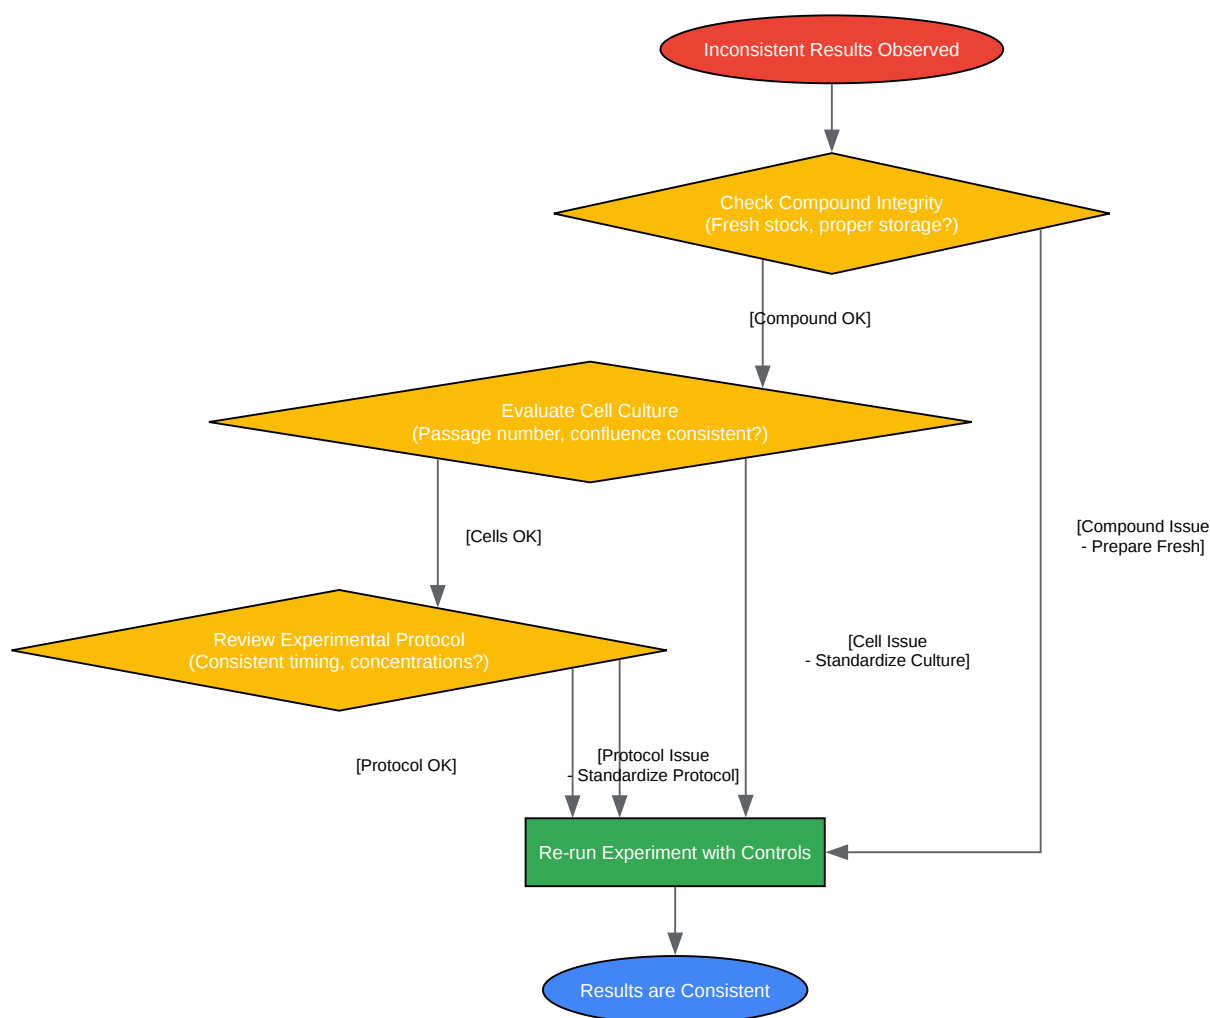 Inconsistent Results Observed
Check Compound Integrity
(Fresh stock, proper storage?)
[Compound OK]
Evaluate Cell Culture
(Passage number, confluence consistent?)
[Cells OK]
[Compound Issue
- Prepare Fresh]
Review Experimental Protocol
(Consistent timing, concentrations?)
[Cell Issue
- Standardize Culture]
[Protocol OK]
[Protocol Issue
- Standardize Protocol]
Re-run Experiment with Controls
Results are Consistent